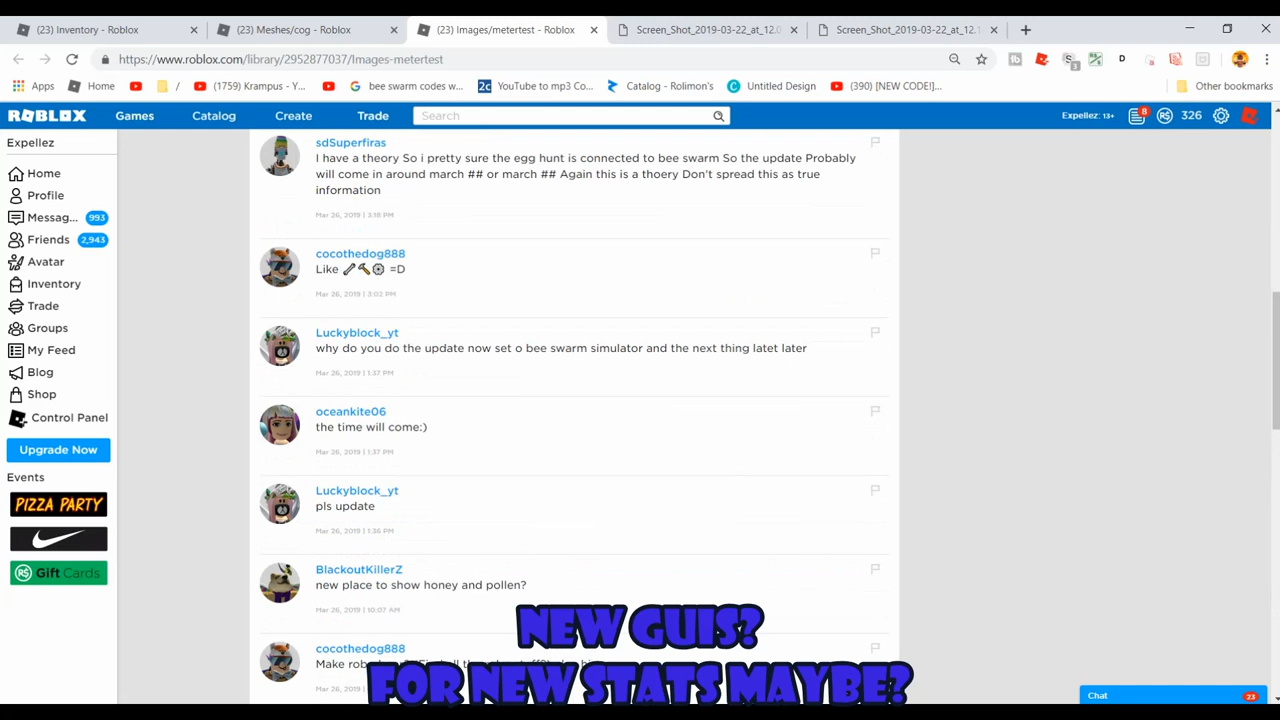 (23) Inventory - Roblox
(23) Meshes/cog - Roblox
(23) Images/metertest - Roblox
Screen_Shot_2019-03-22_at_12.0
Screen_Shot_2019-03-22_at_12.1
https://www.roblox.com/library/2952877037/Images-metertest
Apps
Home
/
(1759) Krampus - Y...
bee swarm codes w...
YouTube to mp3 Co...
Catalog - Rolimon's
Untitled Design
(390) [NEW CODE!]...
Other bookmarks
ROBLOX
Games
Catalog
Create
Trade
Search
Expellez: 13+
8
326
Expellez
Home
Profile
Messag... 993
Friends 2,943
Avatar
Inventory
Trade
Groups
My Feed
Blog
Shop
Control Panel
Upgrade Now
Events
PIZZA PARTY
Gift Cards
sdSuperfiras
I have a theory So i pretty sure the egg hunt is connected to bee swarm So the update Probably
will come in around march ## or march ## Again this is a thoery Don't spread this as true
information
Mar 26, 2019 | 3:18 PM
cocothedog888
Like 🦴🔨⚙ =D
Mar 26, 2019 | 3:02 PM
Luckyblock_yt
why do you do the update now set o bee swarm simulator and the next thing latet later
Mar 26, 2019 | 1:37 PM
oceankite06
the time will come:)
Mar 26, 2019 | 1:37 PM
Luckyblock_yt
pls update
Mar 26, 2019 | 1:36 PM
BlackoutKillerZ
new place to show honey and pollen?
Mar 26, 2019 | 10:07 AM
cocothedog888
NEW GUIS?
FOR NEW STATS MAYBE?
Chat
23